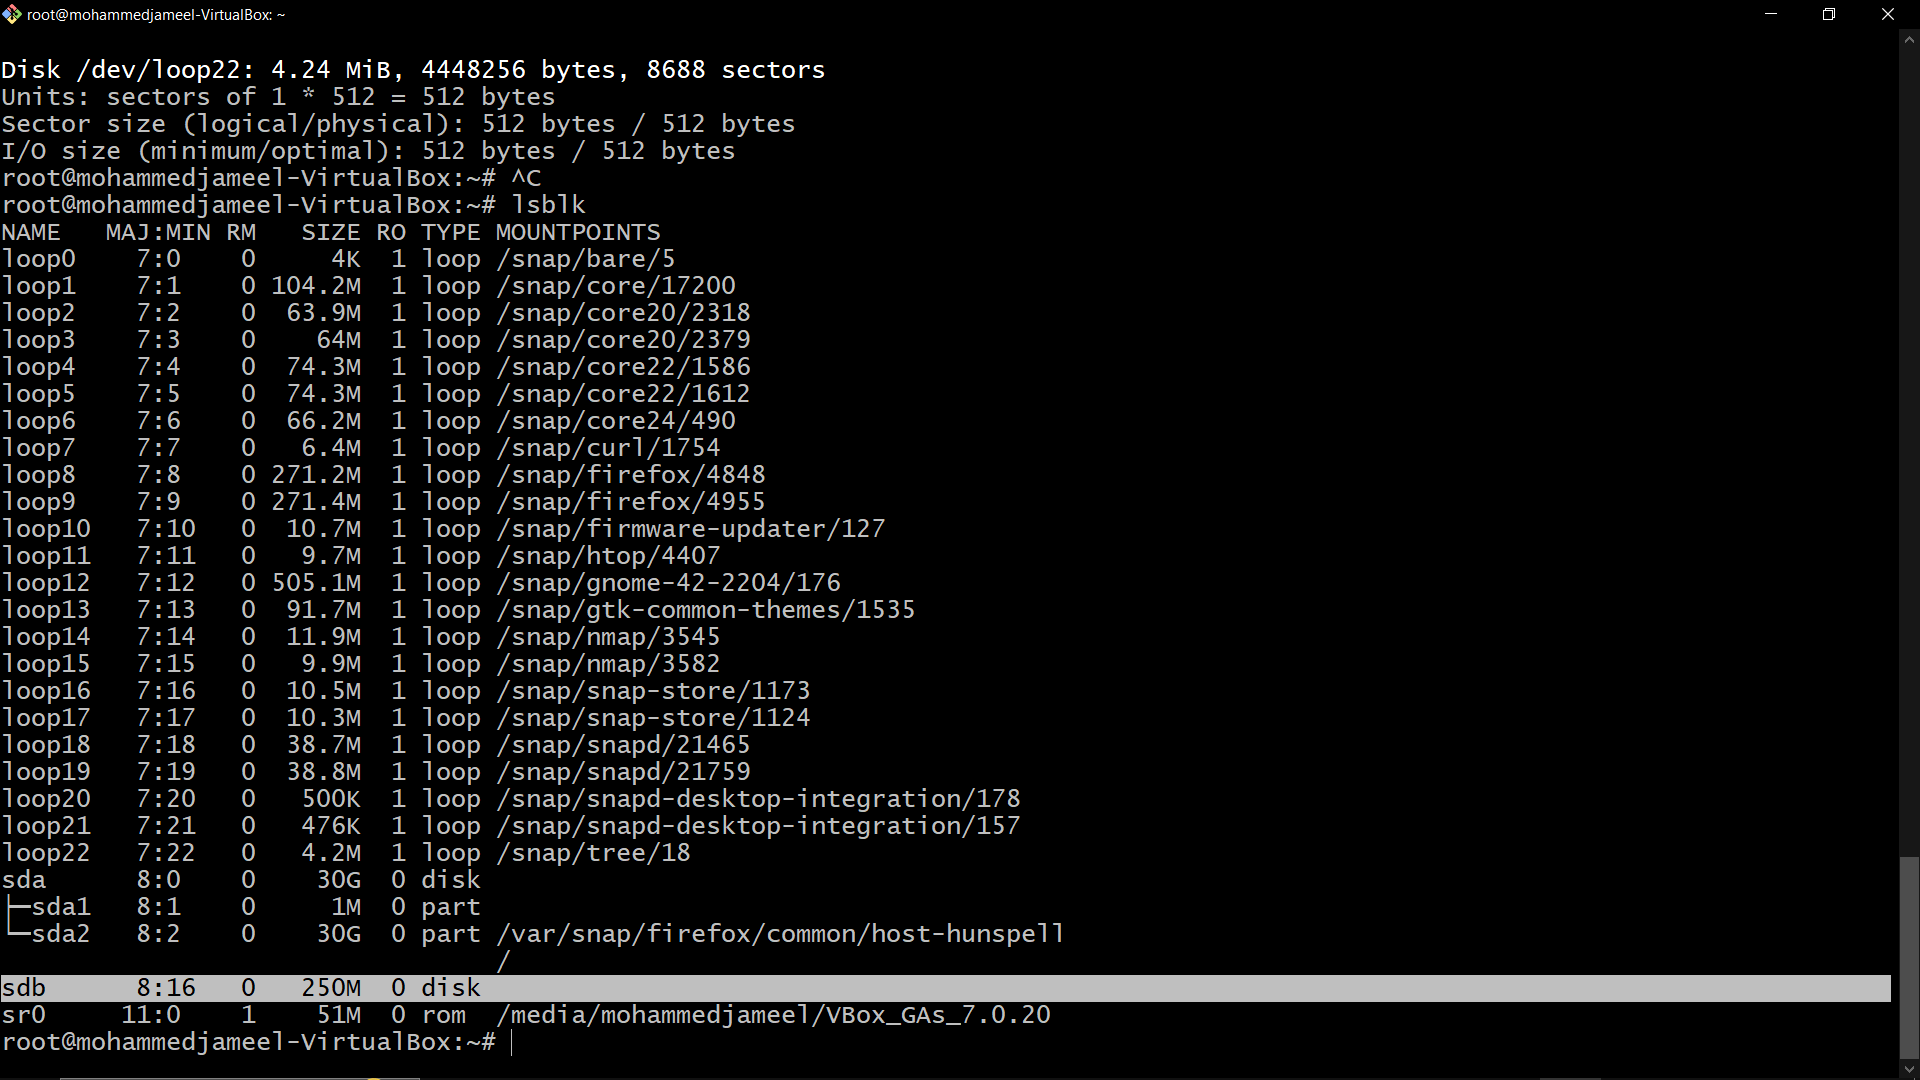 root@mohammedjameel-VirtualBox: ~
Disk /dev/loop22: 4.24 MiB, 4448256 bytes, 8688 sectors
Units: sectors of 1 * 512 = 512 bytes
Sector size (logical/physical): 512 bytes / 512 bytes
I/O size (minimum/optimal): 512 bytes / 512 bytes
root@mohammedjameel-VirtualBox:~# ^C
root@mohammedjameel-VirtualBox:~# lsblk
NAME   MAJ:MIN RM   SIZE RO TYPE MOUNTPOINTS
loop0    7:0    0     4K  1 loop /snap/bare/5
loop1    7:1    0 104.2M  1 loop /snap/core/17200
loop2    7:2    0  63.9M  1 loop /snap/core20/2318
loop3    7:3    0    64M  1 loop /snap/core20/2379
loop4    7:4    0  74.3M  1 loop /snap/core22/1586
loop5    7:5    0  74.3M  1 loop /snap/core22/1612
loop6    7:6    0  66.2M  1 loop /snap/core24/490
loop7    7:7    0   6.4M  1 loop /snap/curl/1754
loop8    7:8    0 271.2M  1 loop /snap/firefox/4848
loop9    7:9    0 271.4M  1 loop /snap/firefox/4955
loop10   7:10   0  10.7M  1 loop /snap/firmware-updater/127
loop11   7:11   0   9.7M  1 loop /snap/htop/4407
loop12   7:12   0 505.1M  1 loop /snap/gnome-42-2204/176
loop13   7:13   0  91.7M  1 loop /snap/gtk-common-themes/1535
loop14   7:14   0  11.9M  1 loop /snap/nmap/3545
loop15   7:15   0   9.9M  1 loop /snap/nmap/3582
loop16   7:16   0  10.5M  1 loop /snap/snap-store/1173
loop17   7:17   0  10.3M  1 loop /snap/snap-store/1124
loop18   7:18   0  38.7M  1 loop /snap/snapd/21465
loop19   7:19   0  38.8M  1 loop /snap/snapd/21759
loop20   7:20   0   500K  1 loop /snap/snapd-desktop-integration/178
loop21   7:21   0   476K  1 loop /snap/snapd-desktop-integration/157
loop22   7:22   0   4.2M  1 loop /snap/tree/18
sda      8:0    0    30G  0 disk
├─sda1   8:1    0     1M  0 part
└─sda2   8:2    0    30G  0 part /var/snap/firefox/common/host-hunspell
                                 /
sdb      8:16   0   250M  0 disk
sr0     11:0    1    51M  0 rom  /media/mohammedjameel/VBox_GAs_7.0.20
root@mohammedjameel-VirtualBox:~#